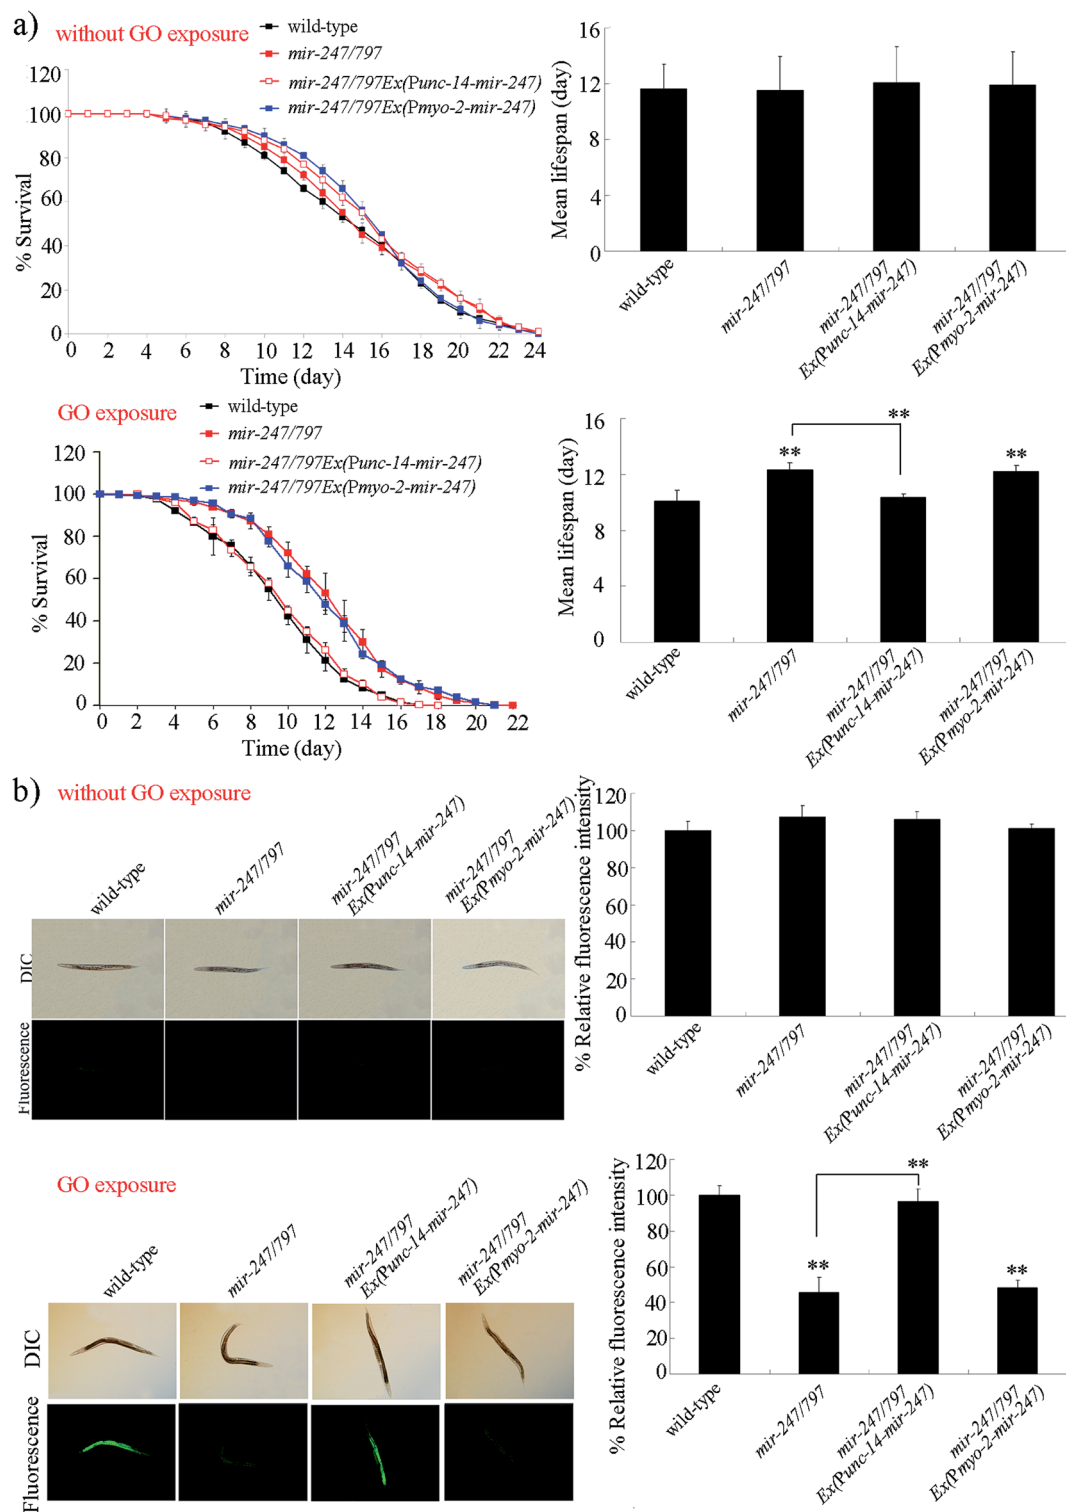 a)
without GO exposure
wild-type
mir-247/797
mir-247/797Ex(Punc-14-mir-247)
mir-247/797Ex(Pmyo-2-mir-247)
% Survival
120
100
80
60
40
20
0
0 2 4 6 8 10 12 14 16 18 20 22 24
Time (day)
Mean lifespan (day)
16
12
8
4
0
wild-type
mir-247/797
mir-247/797
Ex(Punc-14-mir-247)
mir-247/797
Ex(Pmyo-2-mir-247)
GO exposure
wild-type
mir-247/797
mir-247/797Ex(Punc-14-mir-247)
mir-247/797Ex(Pmyo-2-mir-247)
% Survival
120
100
80
60
40
20
0
0 2 4 6 8 10 12 14 16 18 20 22
Time (day)
Mean lifespan (day)
16
12
8
4
0
**
**
**
wild-type
mir-247/797
mir-247/797
Ex(Punc-14-mir-247)
mir-247/797
Ex(Pmyo-2-mir-247)
b)
without GO exposure
wild-type
mir-247/797
mir-247/797
Ex(Punc-14-mir-247)
mir-247/797
Ex(Pmyo-2-mir-247)
DIC
Fluorescence
% Relative fluorescence intensity
120
100
80
60
40
20
0
wild-type
mir-247/797
mir-247/797
Ex(Punc-14-mir-247)
mir-247/797
Ex(Pmyo-2-mir-247)
GO exposure
wild-type
mir-247/797
mir-247/797
Ex(Punc-14-mir-247)
mir-247/797
Ex(Pmyo-2-mir-247)
DIC
Fluorescence
% Relative fluorescence intensity
120
100
80
60
40
20
0
**
**
**
wild-type
mir-247/797
mir-247/797
Ex(Punc-14-mir-247)
mir-247/797
Ex(Pmyo-2-mir-247)